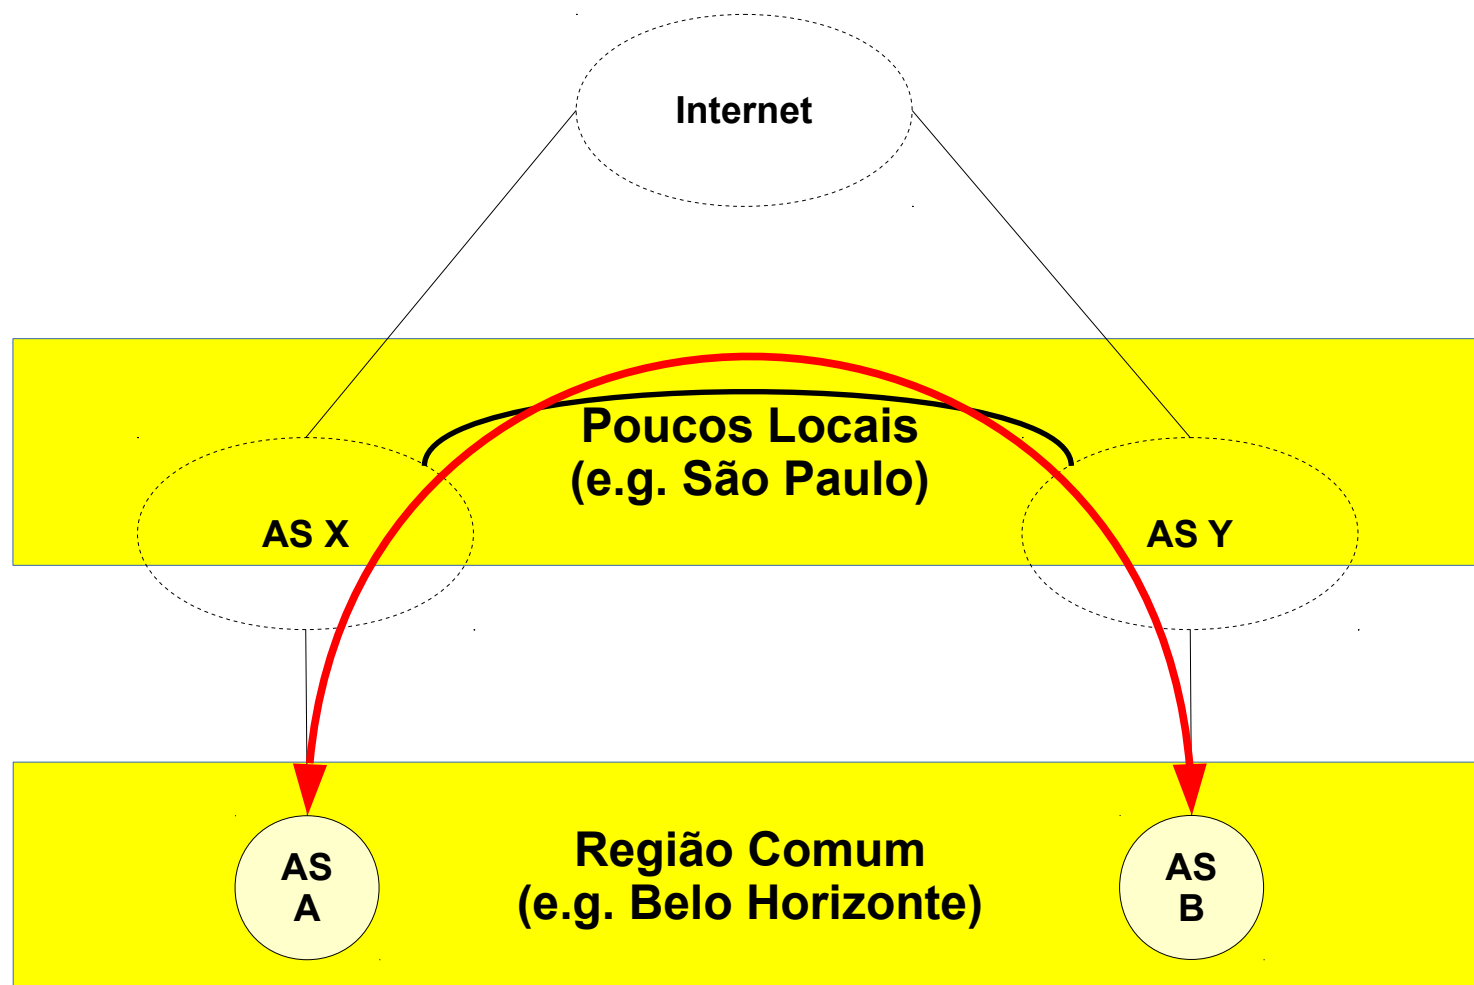 Internet
Poucos Locais
(e.g. São Paulo)
AS X
AS Y
Região Comum
(e.g. Belo Horizonte)
AS
A
AS
B